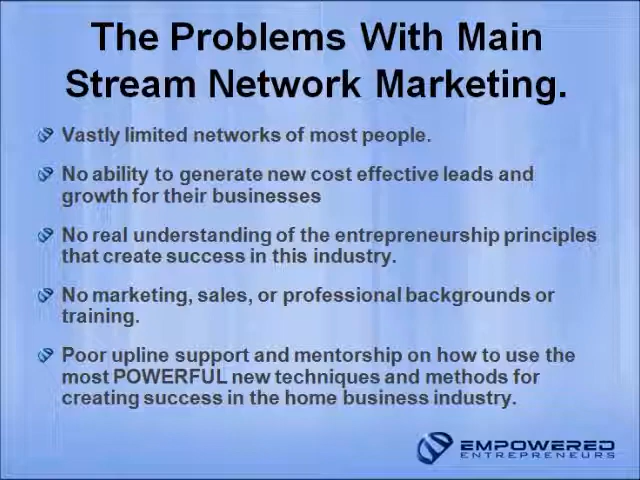 The Problems With Main
Stream Network Marketing.
Vastly limited networks of most people.
No ability to generate new cost effective leads and
growth for their businesses
No real understanding of the entrepreneurship principles
that create success in this industry.
No marketing, sales, or professional backgrounds or
training.
Poor upline support and mentorship on how to use the
most POWERFUL new techniques and methods for
creating success in the home business industry.
EMPOWERED
ENTREPRENEURS